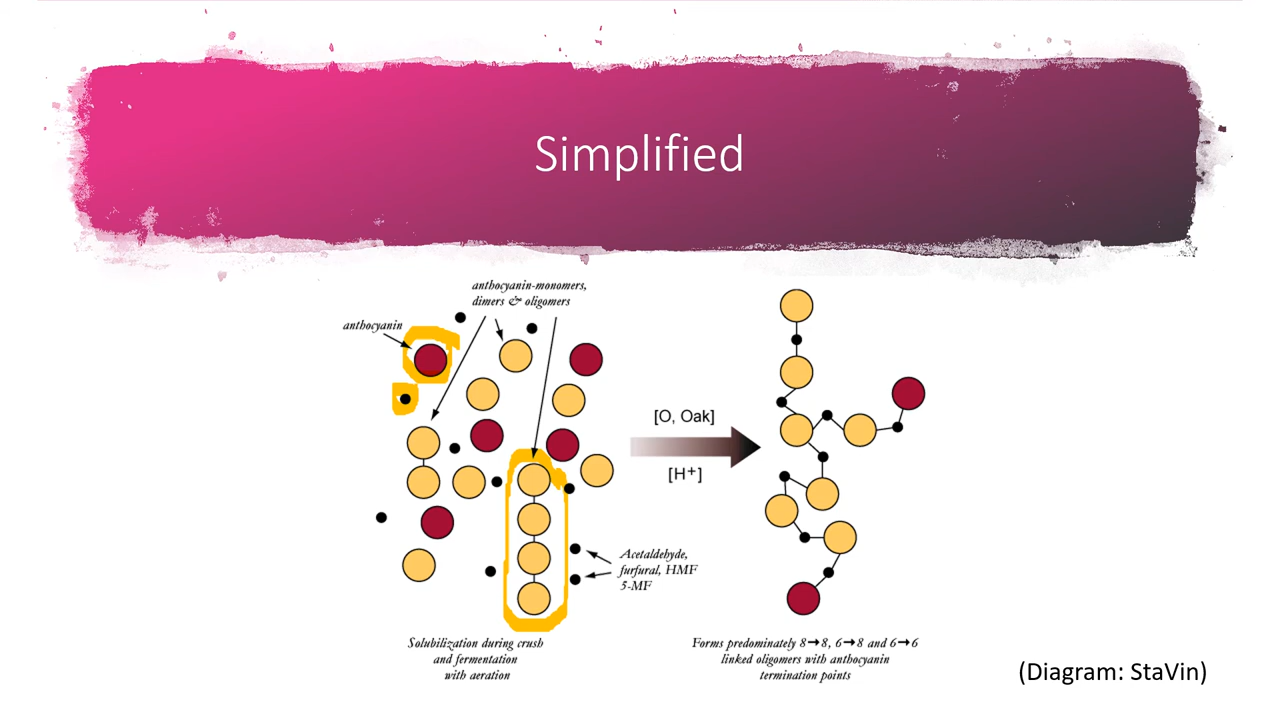 Simplified
anthocyanin-monomers,
dimers & oligomers
anthocyanin
[O, Oak]
[H+]
Acetaldehyde,
furfural, HMF
5-MF
Solubilization during crush
and fermentation
with aeration
Forms predominately 8→8, 6→8 and 6→6
linked oligomers with anthocyanin
termination points
(Diagram: StaVin)